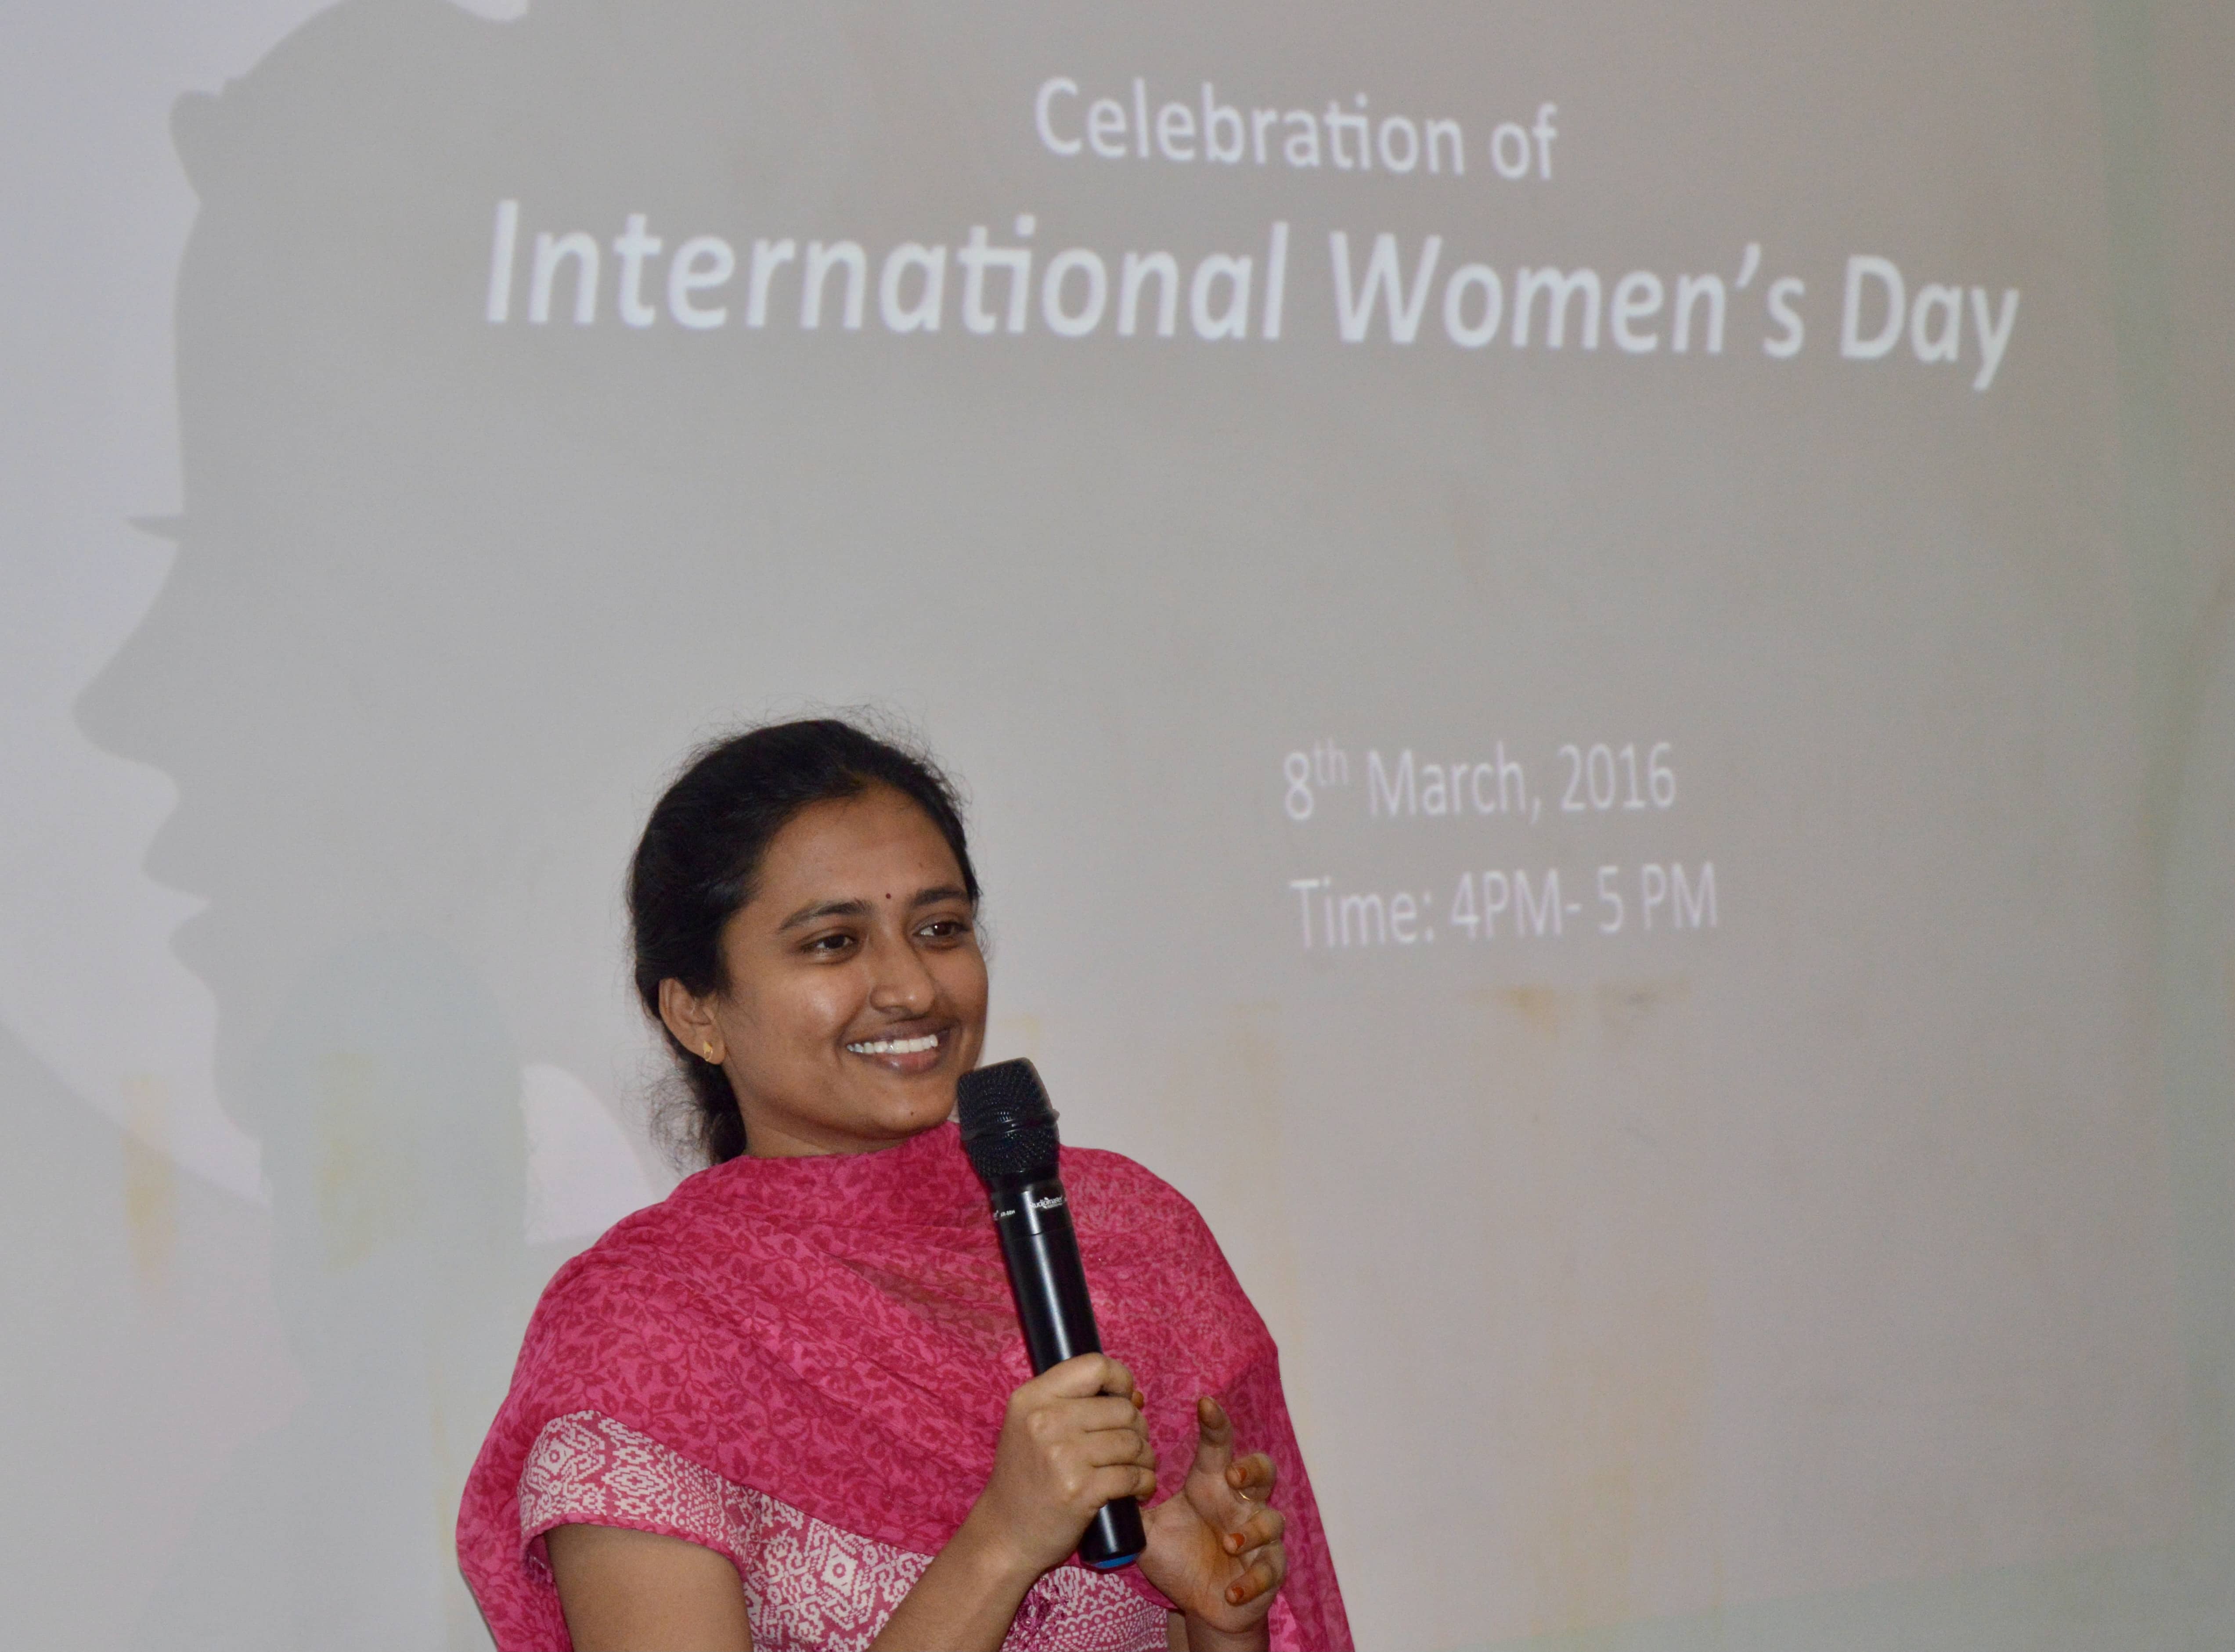 Celebration of
International Women's Day
8th March, 2016
Time: 4PM- 5 PM